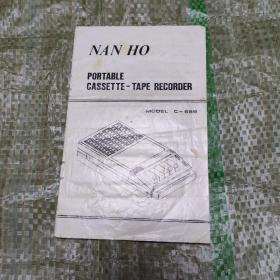 NAN HO
PORTABLE
CASSETTE-TAPE RECORDER
MODEL C-